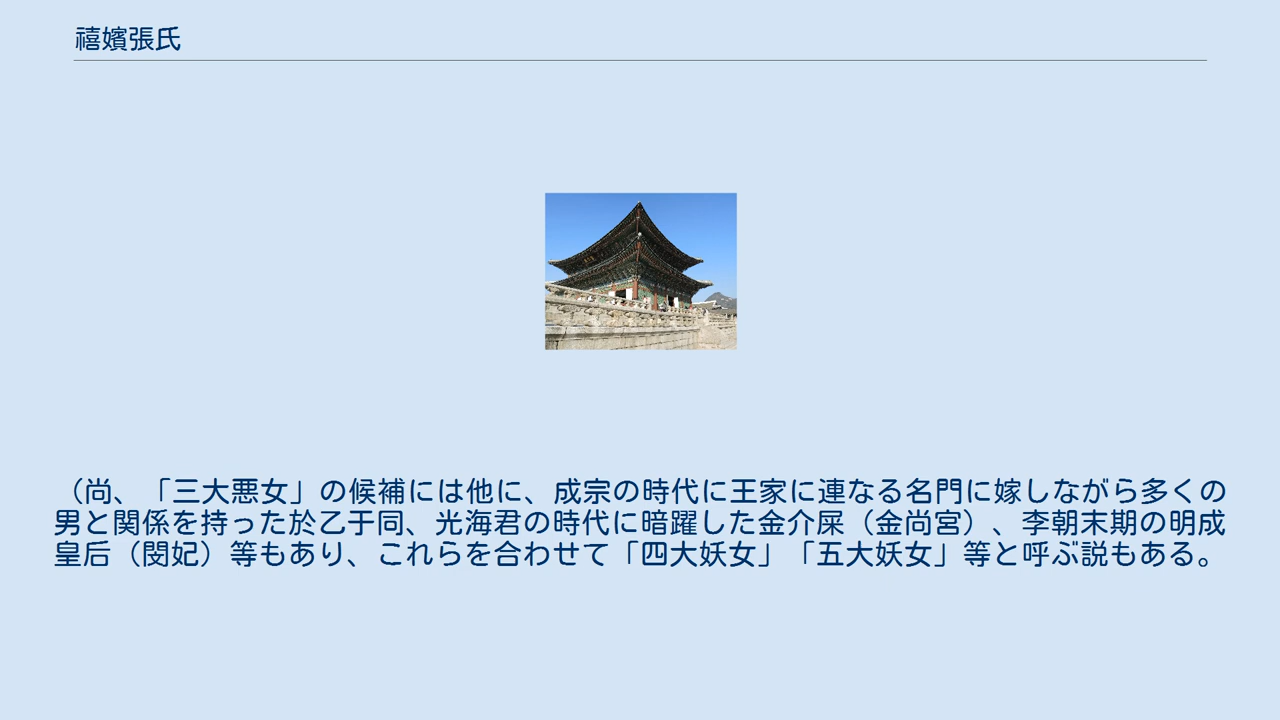 禧嬪張氏
（尚、「三大悪女」の候補には他に、成宗の時代に王家に連なる名門に嫁しながら多くの
男と関係を持った於乙于同、光海君の時代に暗躍した金介屎（金尚宮）、李朝末期の明成
皇后（閔妃）等もあり、これらを合わせて「四大妖女」「五大妖女」等と呼ぶ説もある。